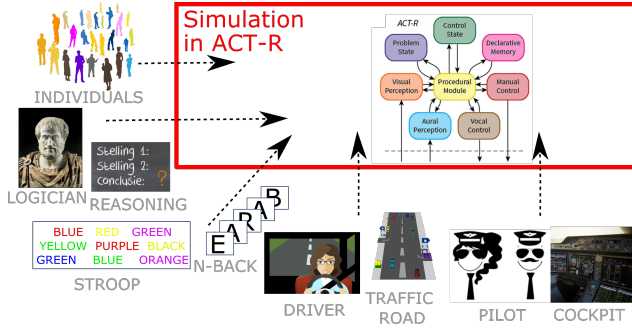 Simulation
in ACT-R
ACT-R
Control
State
Problem
State
Declarative
Memory
Visual
Perception
Procedural
Module
Manual
Control
Aural
Perception
Vocal
Control
INDIVIDUALS
Stelling 1:
Stelling 2:
Conclusie: ?
LOGICIAN
REASONING
BLUE RED GREEN
YELLOW PURPLE BLACK
GREEN BLUE ORANGE
STROOP
E A R A B
N-BACK
DRIVER
TRAFFIC
ROAD
PILOT
COCKPIT